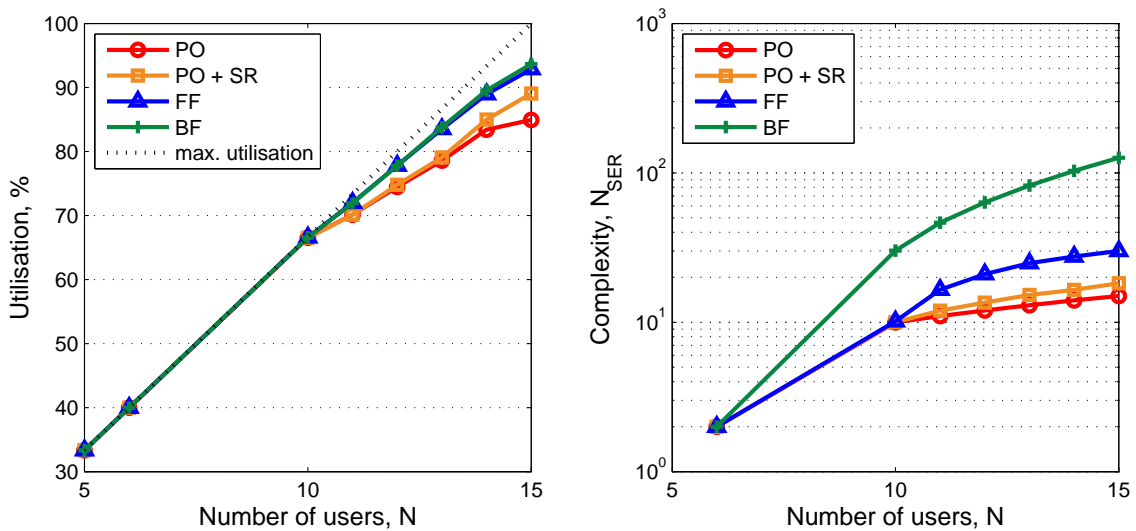 100
90
80
70
60
50
40
30
5
10
15
Utilisation, %
Number of users, N
PO
PO + SR
FF
BF
max. utilisation
10^3
10^2
10^1
10^0
5
10
15
Complexity, N_SER
Number of users, N
PO
PO + SR
FF
BF